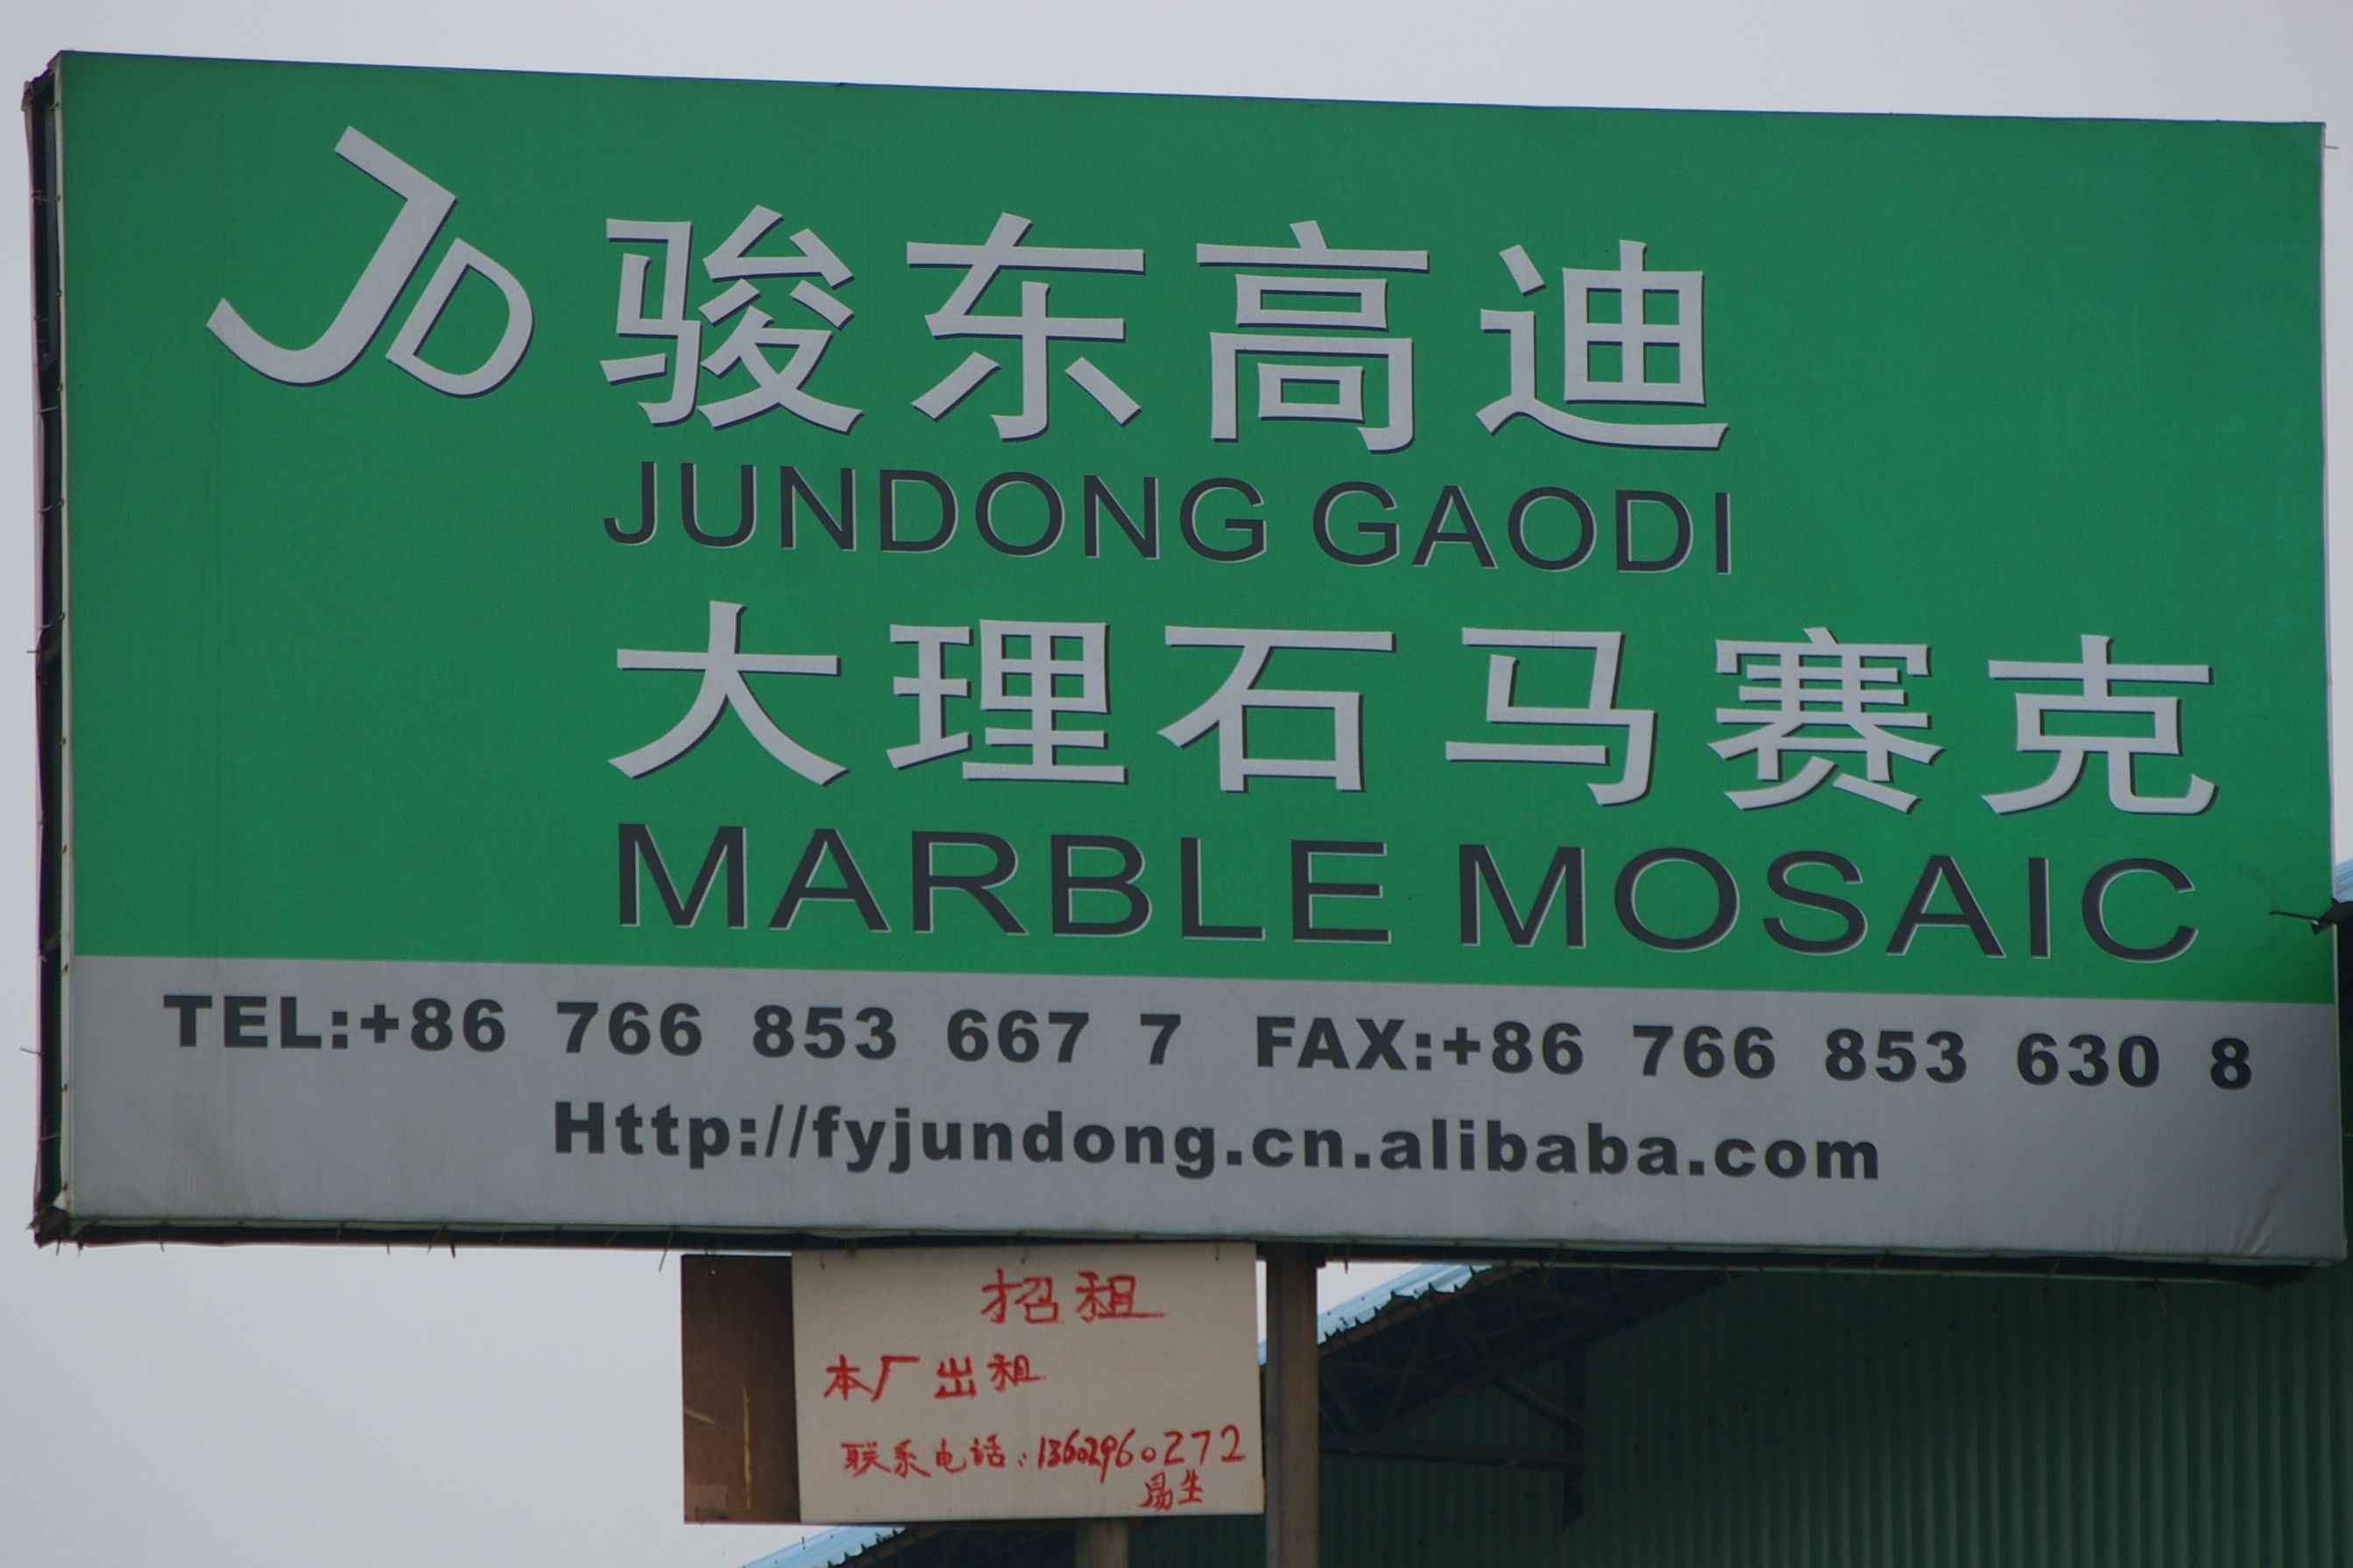 JD 骏东高迪
JUNDONG GAODI
大理石马赛克
MARBLE MOSAIC
TEL:+86 766 853 667 7 FAX:+86 766 853 630 8
Http://fyjundong.cn.alibaba.com
招租
本厂出租
联系电话:13602960272